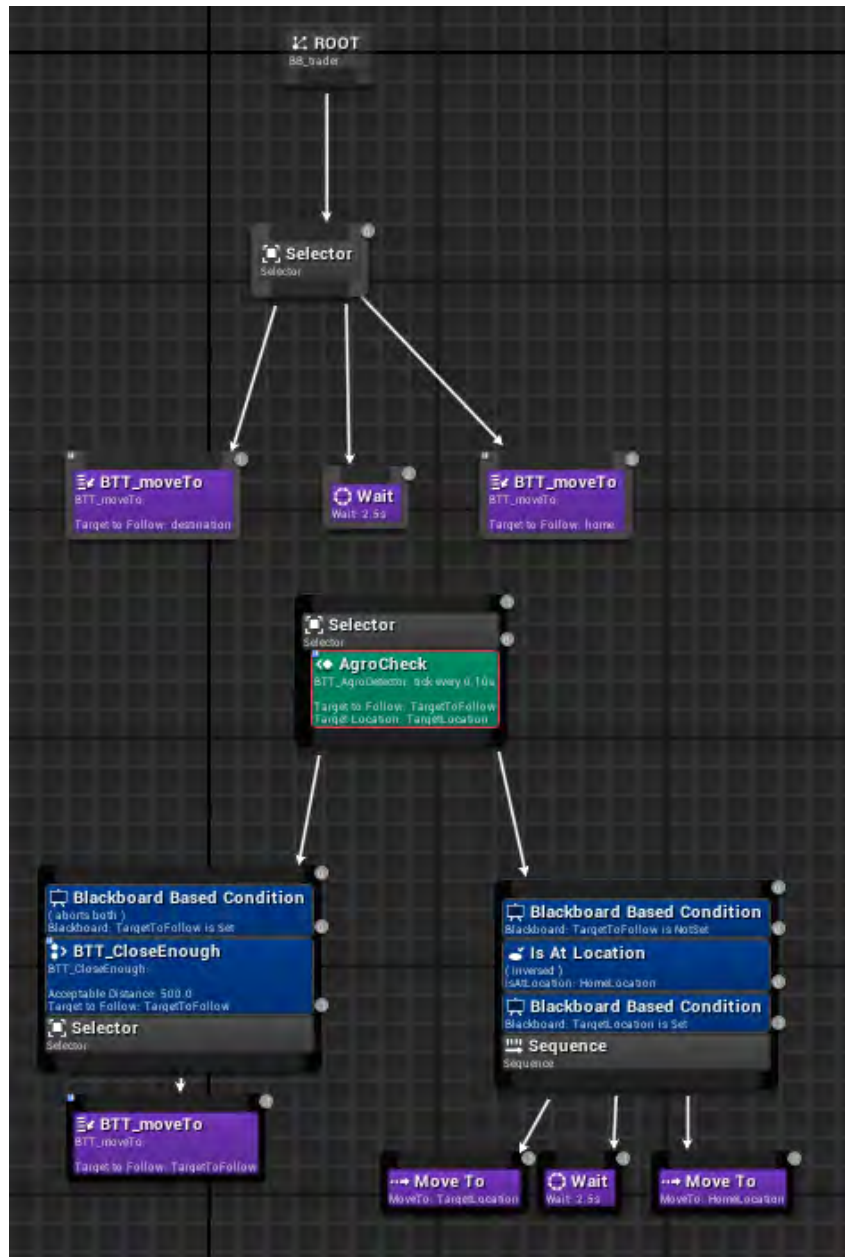 ROOT
BB_trader
Selector
Selector
BTT_moveTo
BTT_moveTo:
Target to Follow: destination
Wait
Wait: 2.5s
BTT_moveTo
BTT_moveTo:
Target to Follow: home
Selector
Selector
AgroCheck
BTT_AgroDetector: tick every 0.10s
Target to Follow: TargetToFollow
Target Location: TargetLocation
Blackboard Based Condition
( aborts both )
Blackboard: TargetToFollow is Set
BTT_CloseEnough
BTT_CloseEnough:
Acceptable Distance: 500.0
Target to Follow: TargetToFollow
Selector
Selector
Blackboard Based Condition
Blackboard: TargetToFollow is NotSet
Is At Location
( inversed )
IsAtLocation: HomeLocation
Blackboard Based Condition
Blackboard: TargetLocation is Set
Sequence
Sequence
BTT_moveTo
BTT_moveTo:
Target to Follow: TargetToFollow
Move To
MoveTo: TargetLocation
Wait
Wait: 2.5s
Move To
MoveTo: HomeLocation